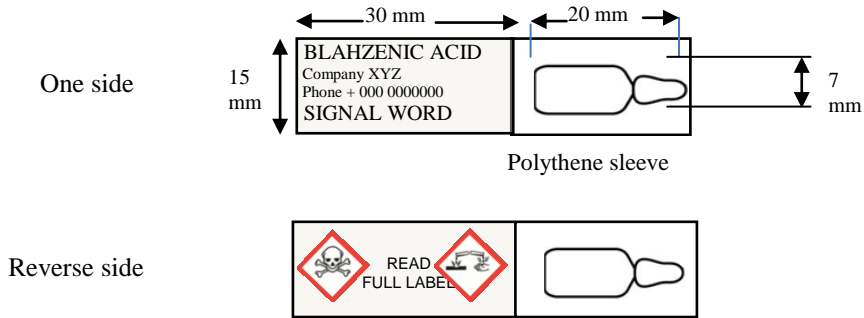 30 mm
20 mm
One side
15
mm
BLAHZENIC ACID
Company XYZ
Phone + 000 0000000
SIGNAL WORD
7
mm
Polythene sleeve
Reverse side
READ
FULL LABEL